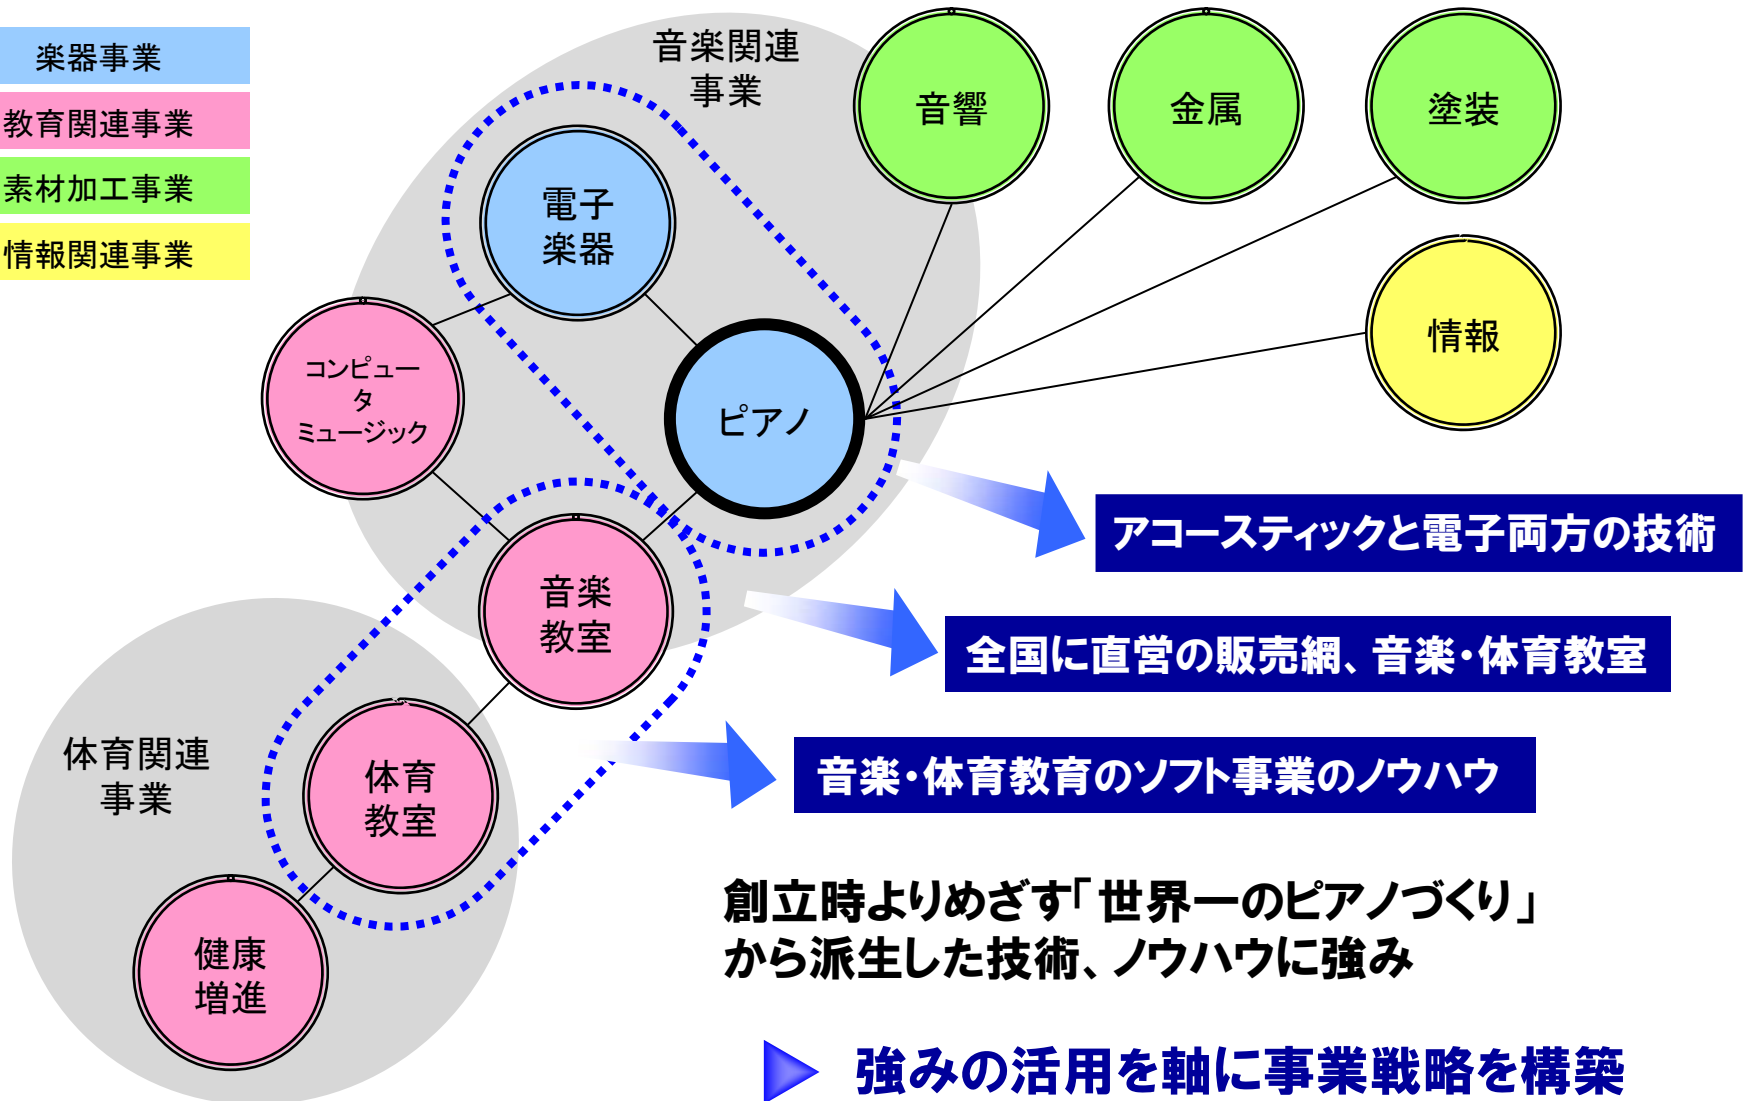 楽器事業
教育関連事業
素材加工事業
情報関連事業
音楽関連
事業
音響
金属
塗装
電子
楽器
情報
コンピュー
タ
ミュージック
ピアノ
アコースティックと電子両方の技術
音楽
教室
全国に直営の販売網、音楽・体育教室
体育関連
事業
体育
教室
音楽・体育教育のソフト事業のノウハウ
健康
増進
創立時よりめざす「世界一のピアノづくり」
から派生した技術、ノウハウに強み
強みの活用を軸に事業戦略を構築